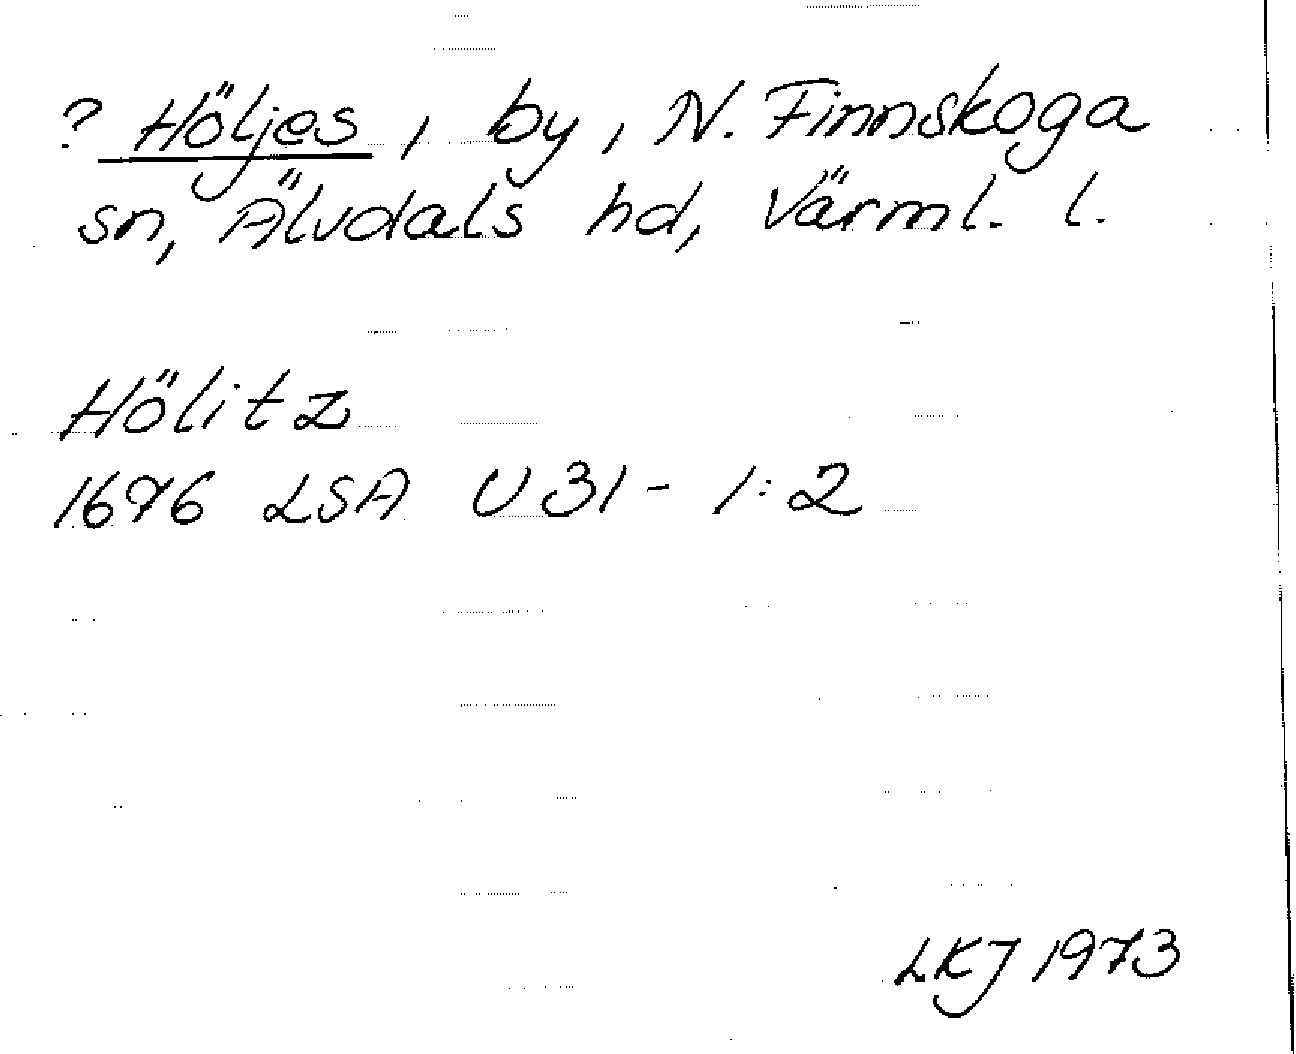 ? Höljes, by, N. Finnskoga
sn, Älvdals hd, Värml. l.
Hölitz
1696 LSA U31-1:2
LKJ 1973